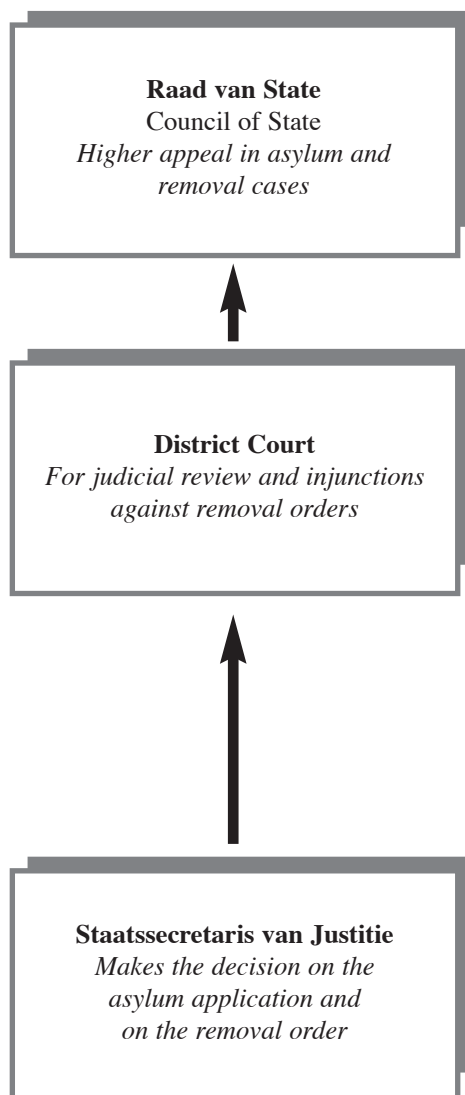 Raad van State
Council of State
Higher appeal in asylum and
removal cases
District Court
For judicial review and injunctions
against removal orders
Staatssecretaris van Justitie
Makes the decision on the
asylum application and
on the removal order